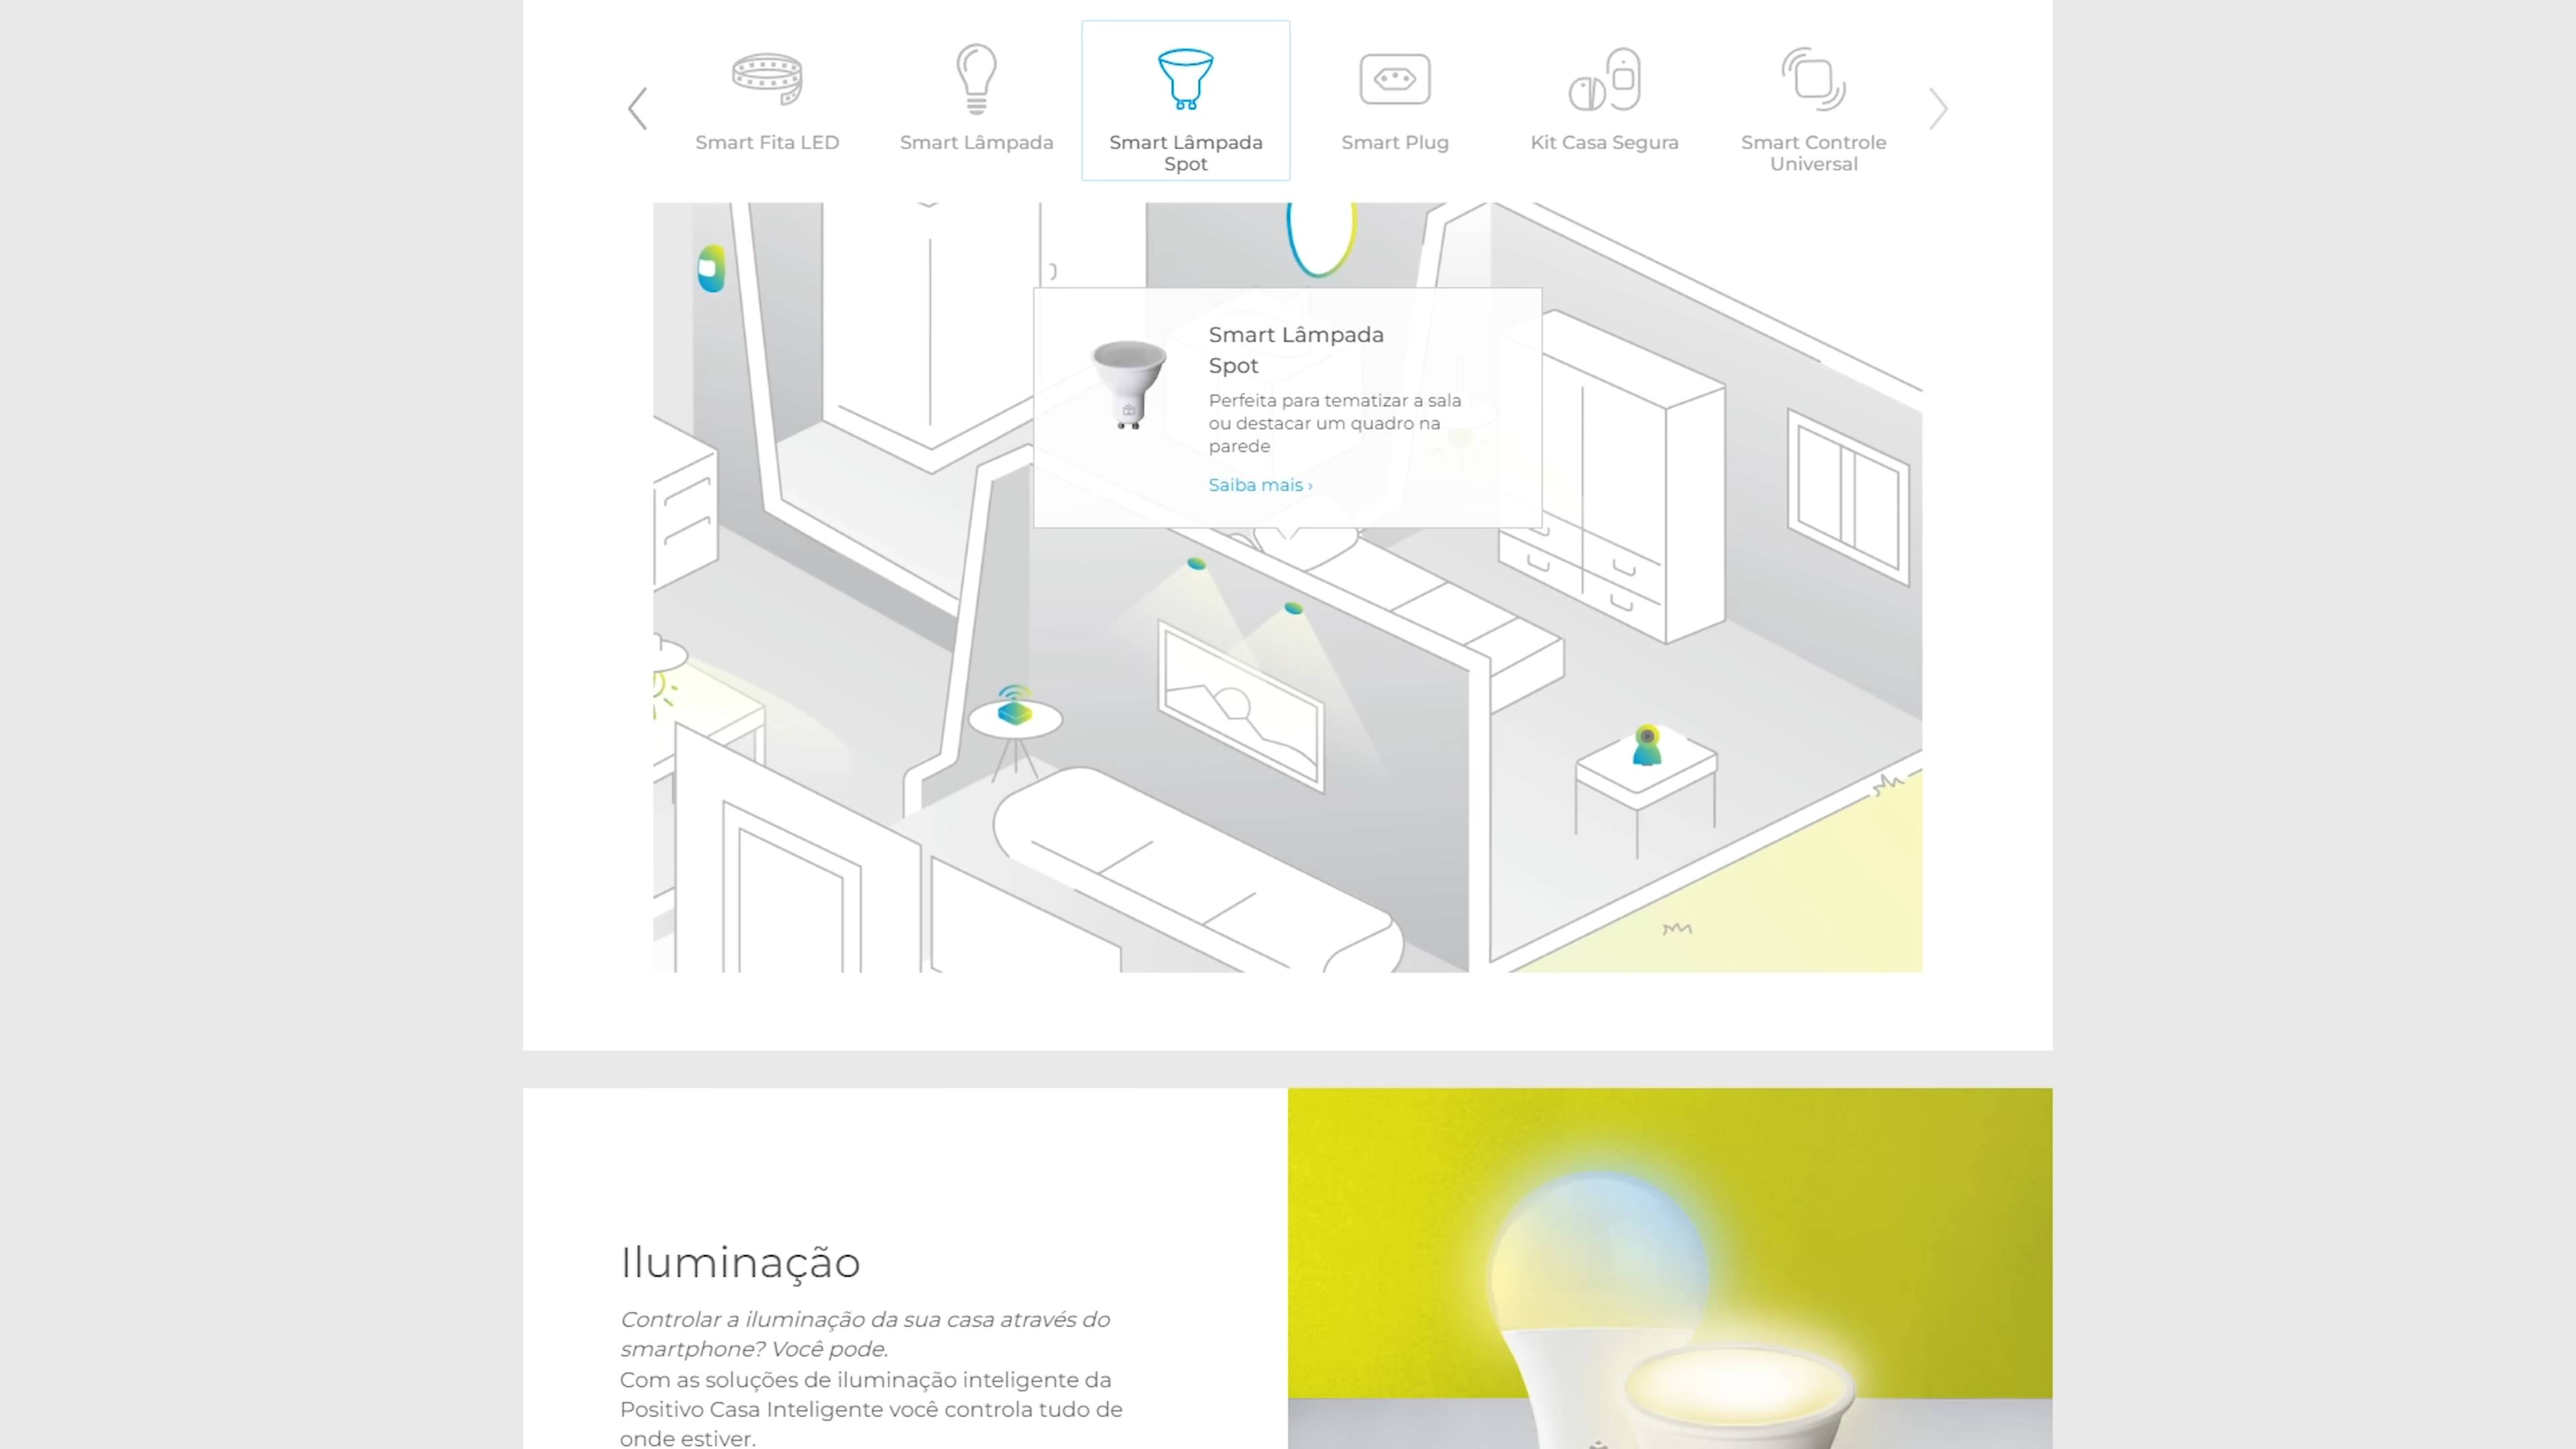 Smart Fita LED
Smart Lâmpada
Smart Lâmpada
Spot
Smart Plug
Kit Casa Segura
Smart Controle
Universal
Smart Lâmpada
Spot
Perfeita para tematizar a sala
ou destacar um quadro na
parede
Saiba mais ›
Iluminação
Controlar a iluminação da sua casa através do
smartphone? Você pode.
Com as soluções de iluminação inteligente da
Positivo Casa Inteligente você controla tudo de
onde estiver.